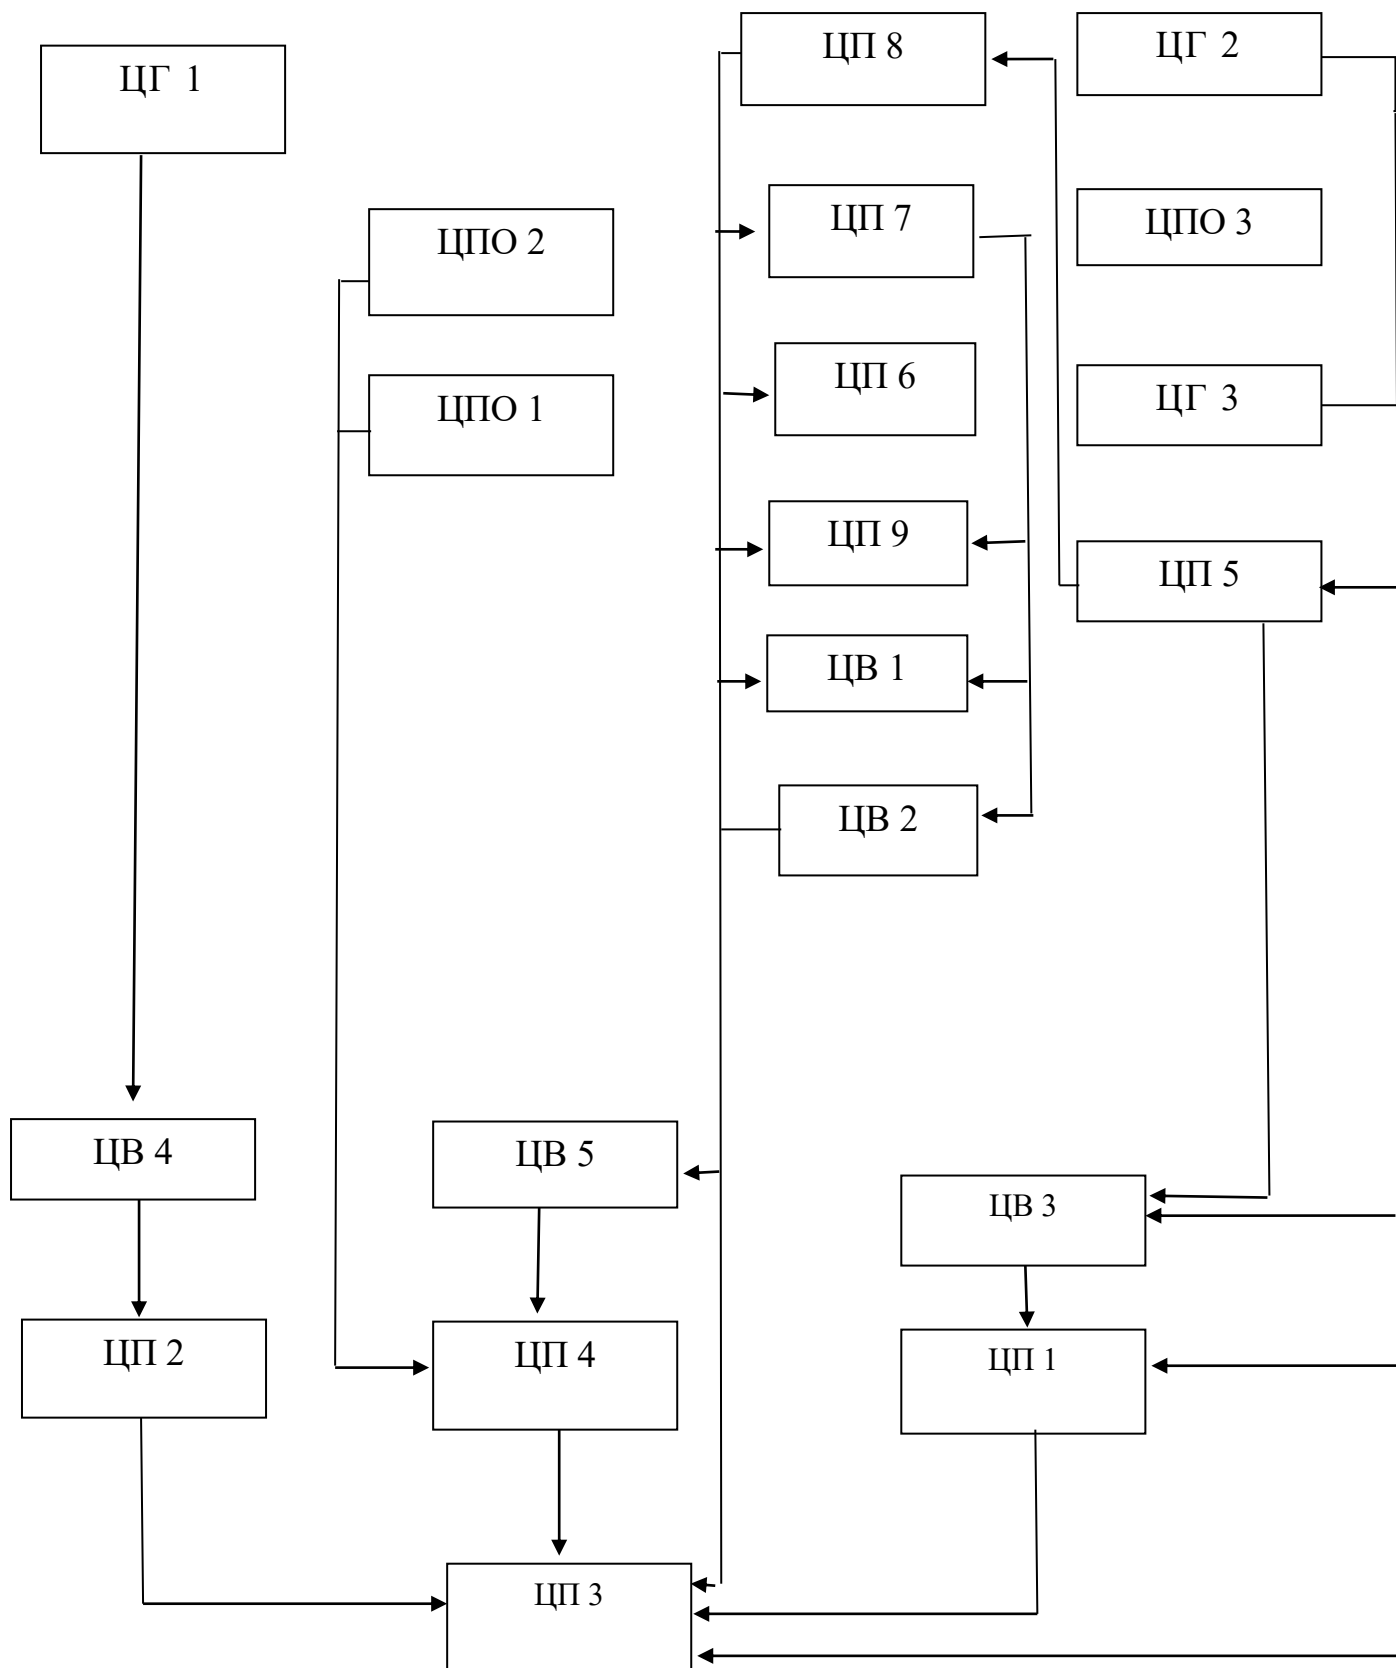 ЦП 8
ЦГ 2
ЦГ 1
ЦП 7
ЦПО 3
ЦПО 2
ЦП 6
ЦГ 3
ЦПО 1
ЦП 9
ЦП 5
ЦВ 1
ЦВ 2
ЦВ 4
ЦВ 5
ЦВ 3
ЦП 2
ЦП 4
ЦП 1
ЦП 3